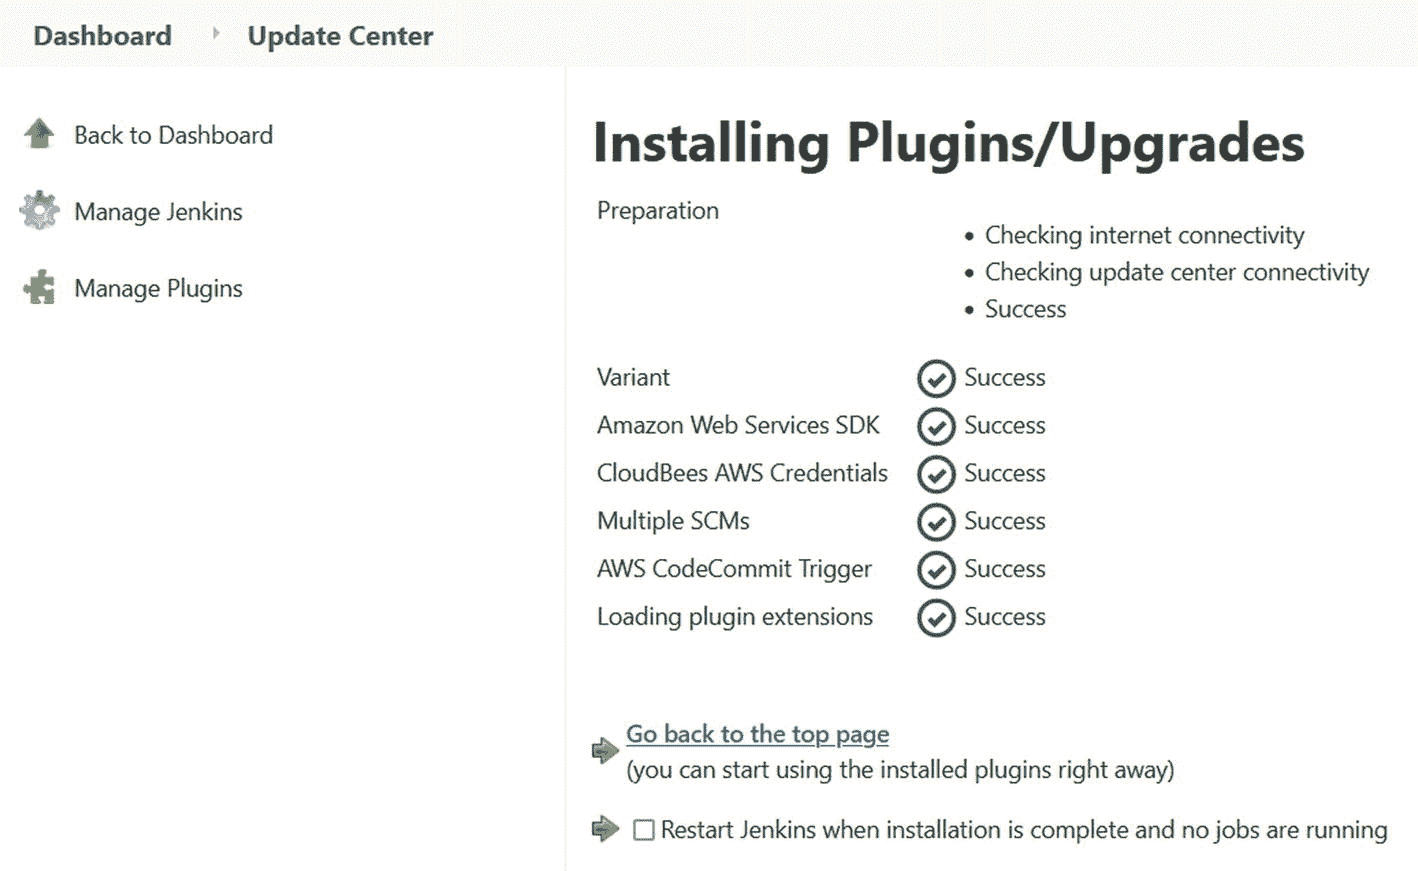 Dashboard Update Center
Back to Dashboard
Manage Jenkins
Manage Plugins
Installing Plugins/Upgrades
Preparation
• Checking internet connectivity
• Checking update center connectivity
• Success
Variant Success
Amazon Web Services SDK Success
CloudBees AWS Credentials Success
Multiple SCMs Success
AWS CodeCommit Trigger Success
Loading plugin extensions Success
Go back to the top page
(you can start using the installed plugins right away)
Restart Jenkins when installation is complete and no jobs are running